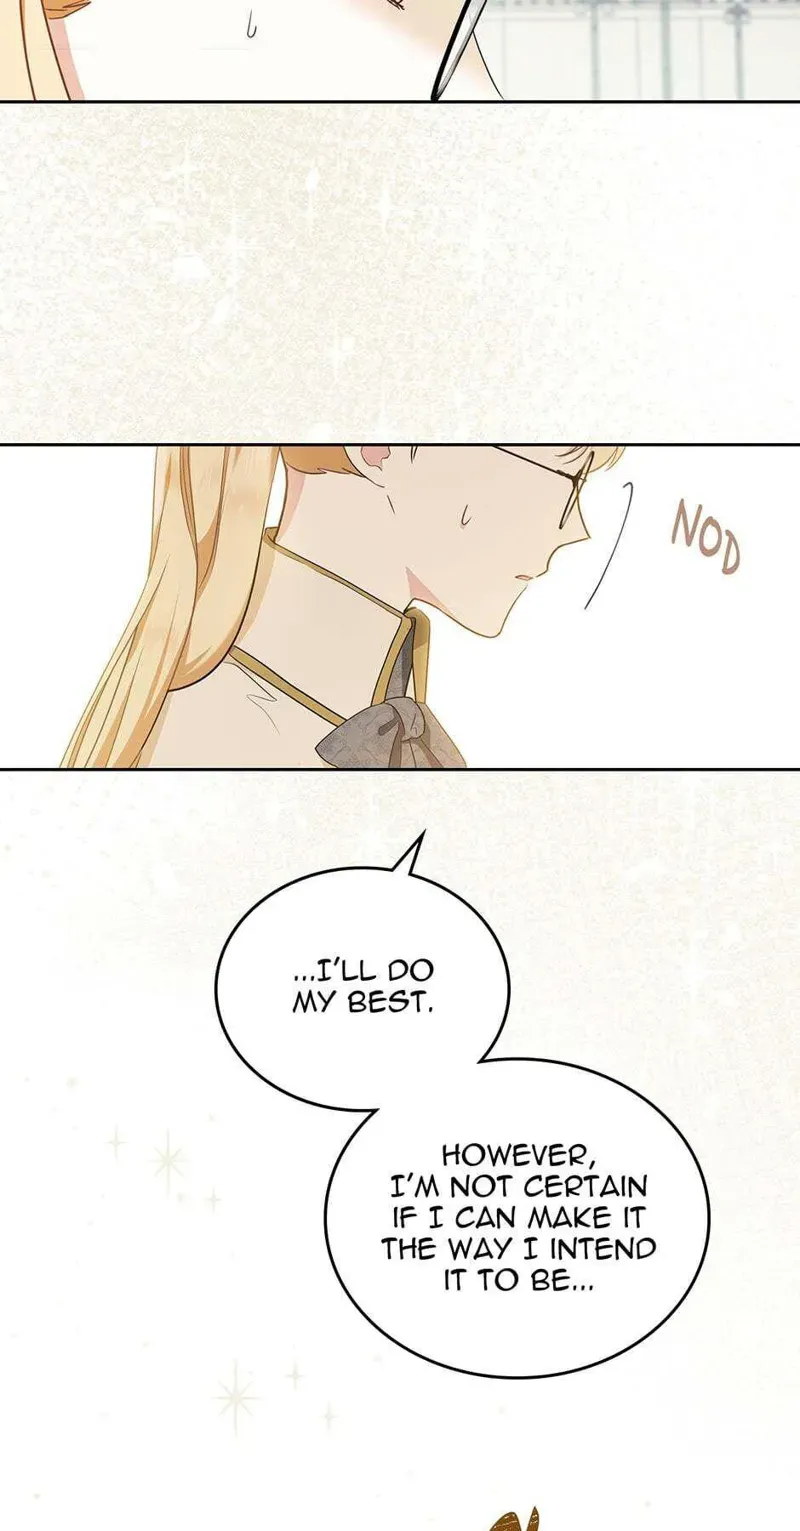 NOD
...I'LL DO
MY BEST.
HOWEVER,
I'M NOT CERTAIN
IF I CAN MAKE IT
THE WAY I INTEND
IT TO BE...